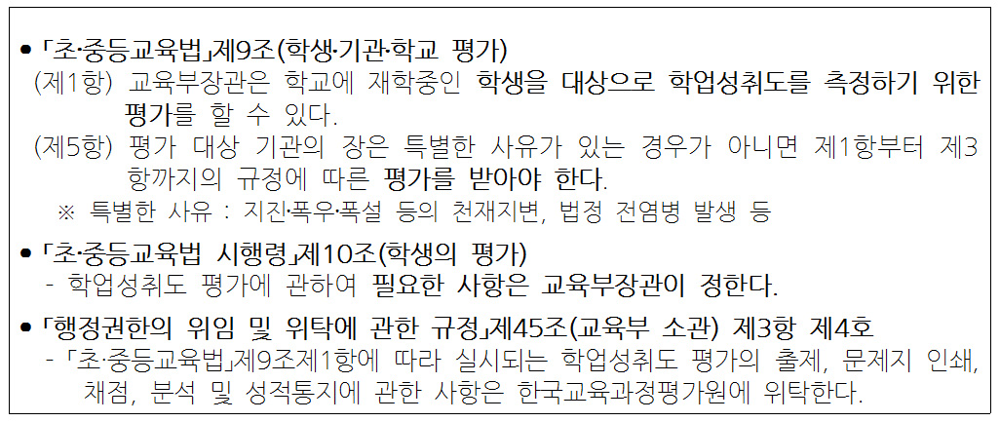 • ｢초·중등교육법｣제9조(학생·기관·학교 평가)
(제1항) 교육부장관은 학교에 재학중인 학생을 대상으로 학업성취도를 측정하기 위한
평가를 할 수 있다.
(제5항) 평가 대상 기관의 장은 특별한 사유가 있는 경우가 아니면 제1항부터 제3
항까지의 규정에 따른 평가를 받아야 한다.
※ 특별한 사유 : 지진·폭우·폭설 등의 천재지변, 법정 전염병 발생 등
• ｢초·중등교육법 시행령｣제10조(학생의 평가)
- 학업성취도 평가에 관하여 필요한 사항은 교육부장관이 정한다.
• ｢행정권한의 위임 및 위탁에 관한 규정｣제45조(교육부 소관) 제3항 제4호
- ｢초·중등교육법｣제9조제1항에 따라 실시되는 학업성취도 평가의 출제, 문제지 인쇄,
채점, 분석 및 성적통지에 관한 사항은 한국교육과정평가원에 위탁한다.